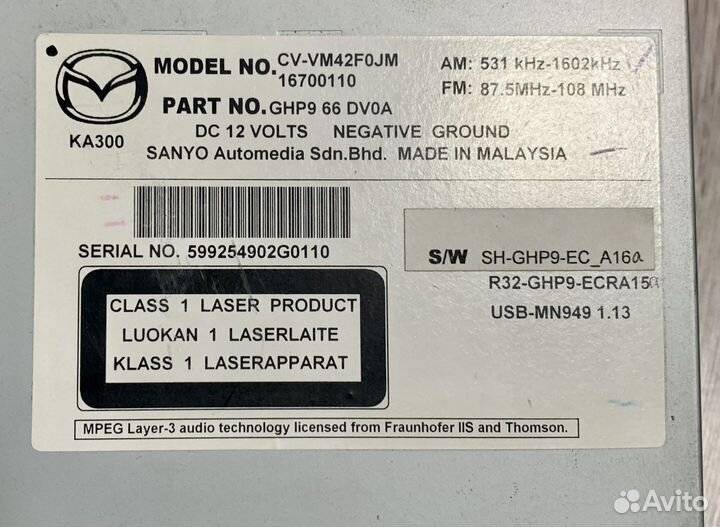 MODEL NO. CV-VM42F0JM
16700110
AM: 531 kHz-1602kHz
FM: 87.5MHz-108 MHz
PART NO. GHP9 66 DV0A
KA300
DC 12 VOLTS NEGATIVE GROUND
SANYO Automedia Sdn.Bhd. MADE IN MALAYSIA
SERIAL NO. 599254902G0110
S/W SH-GHP9-EC_A16a
R32-GHP9-ECRA15a
USB-MN949 1.13
CLASS 1 LASER PRODUCT
LUOKAN 1 LASERLAITE
KLASS 1 LASERAPPARAT
MPEG Layer-3 audio technology licensed from Fraunhofer IIS and Thomson.
Avito